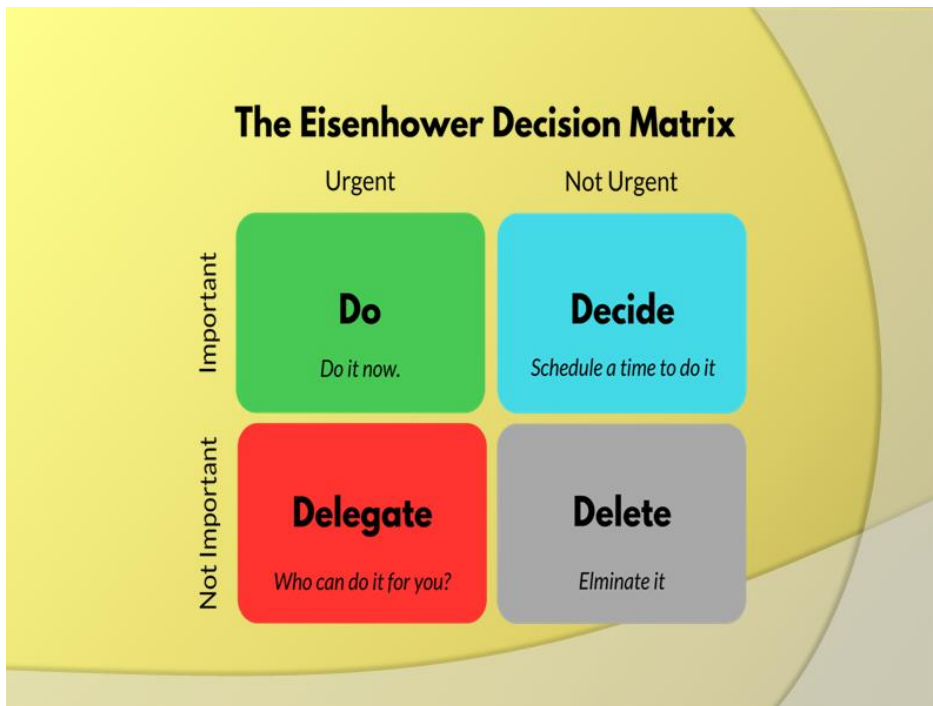 The Eisenhower Decision Matrix
Urgent
Not Urgent
Important
Do
Do it now.
Decide
Schedule a time to do it
Not Important
Delegate
Who can do it for you?
Delete
Elminate it